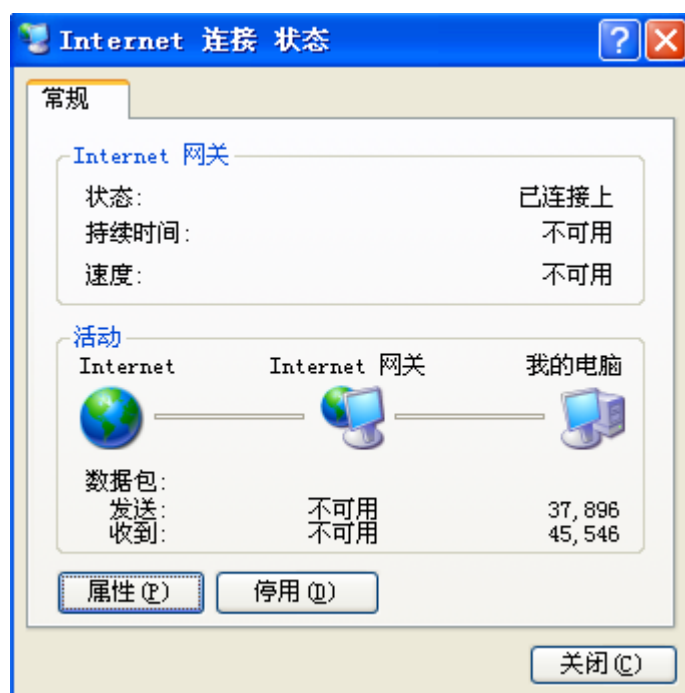 Internet 连接 状态
常规
Internet 网关
状态: 已连接上
持续时间: 不可用
速度: 不可用
活动
Internet Internet 网关 我的电脑
数据包:
发送: 不可用 37,896
收到: 不可用 45,546
属性(P) 停用(D)
关闭(C)